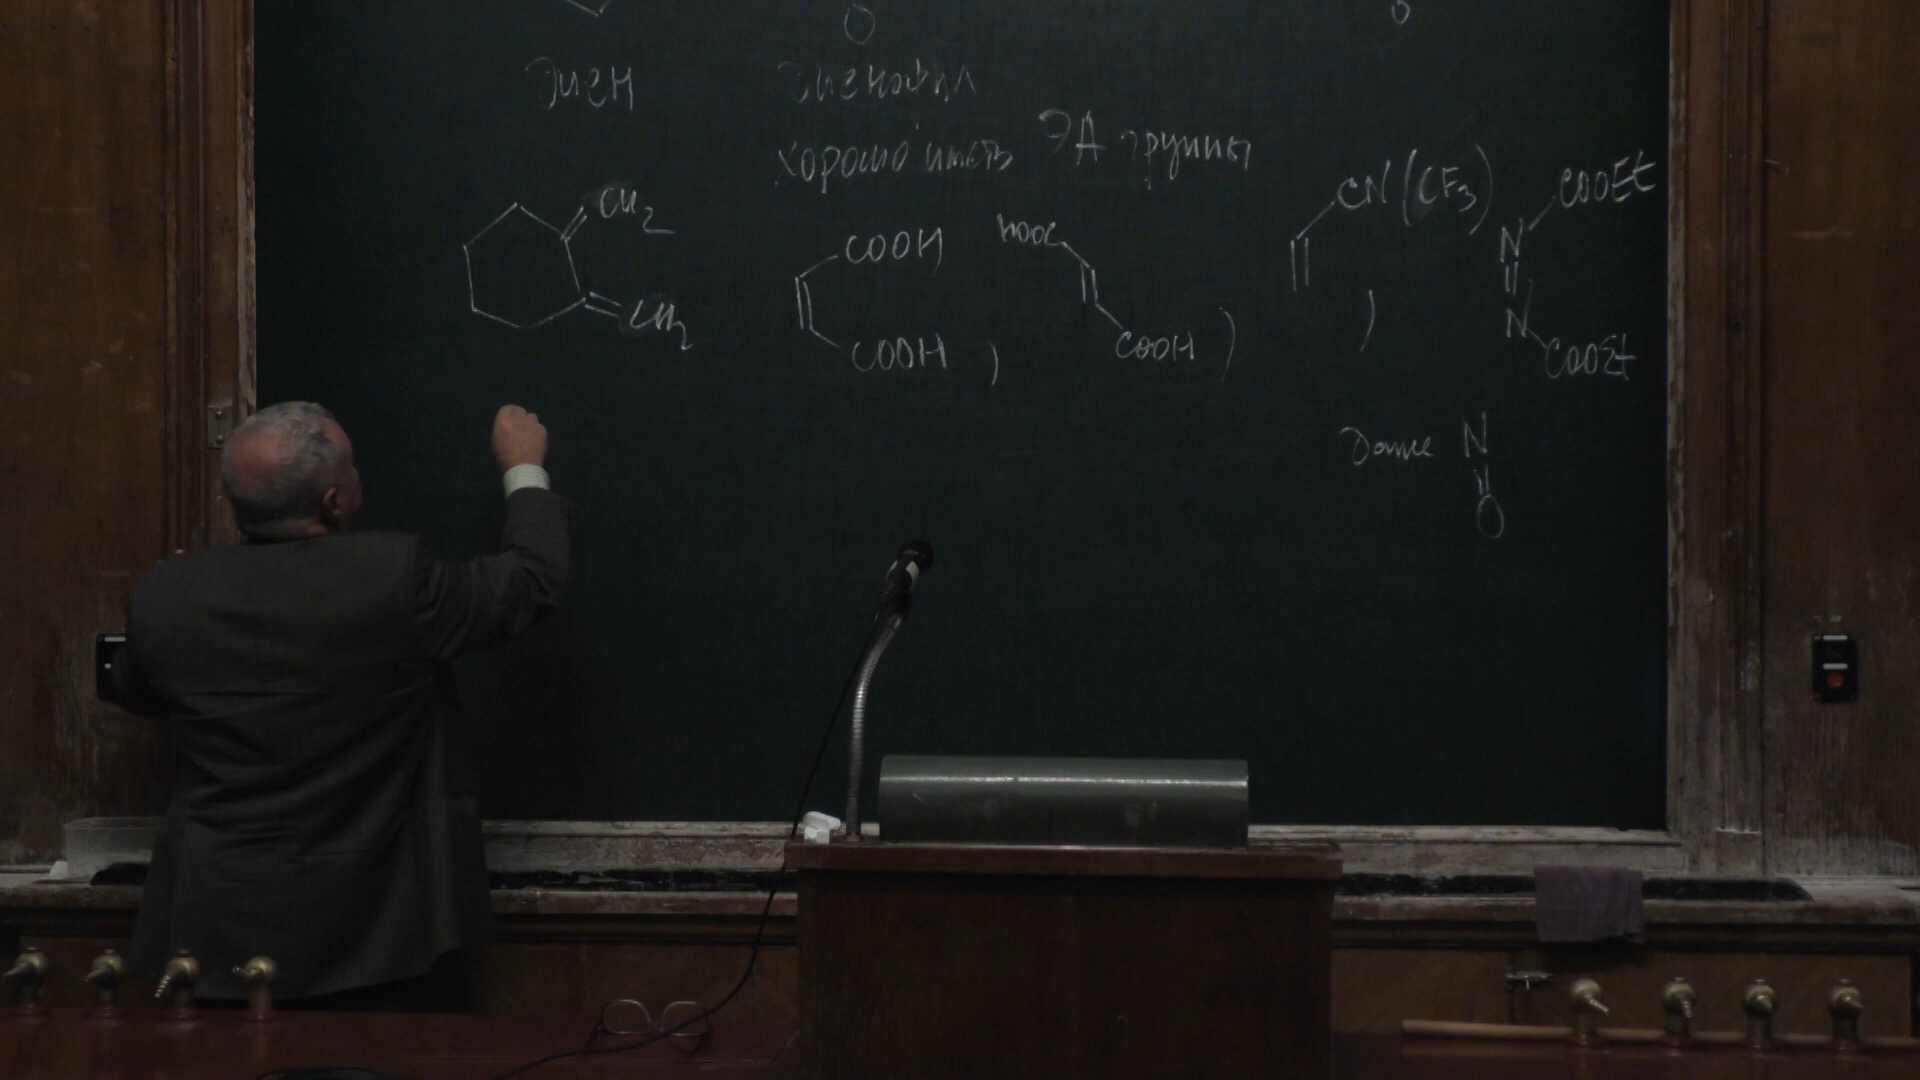 Диен
диенофил
хорошо иметь ЭА группы
CH2
CH2
COOH
COOH )
HOOC
COOH )
CN (CF3)
)
COOEt
N
N
COOEt
Даже N
O